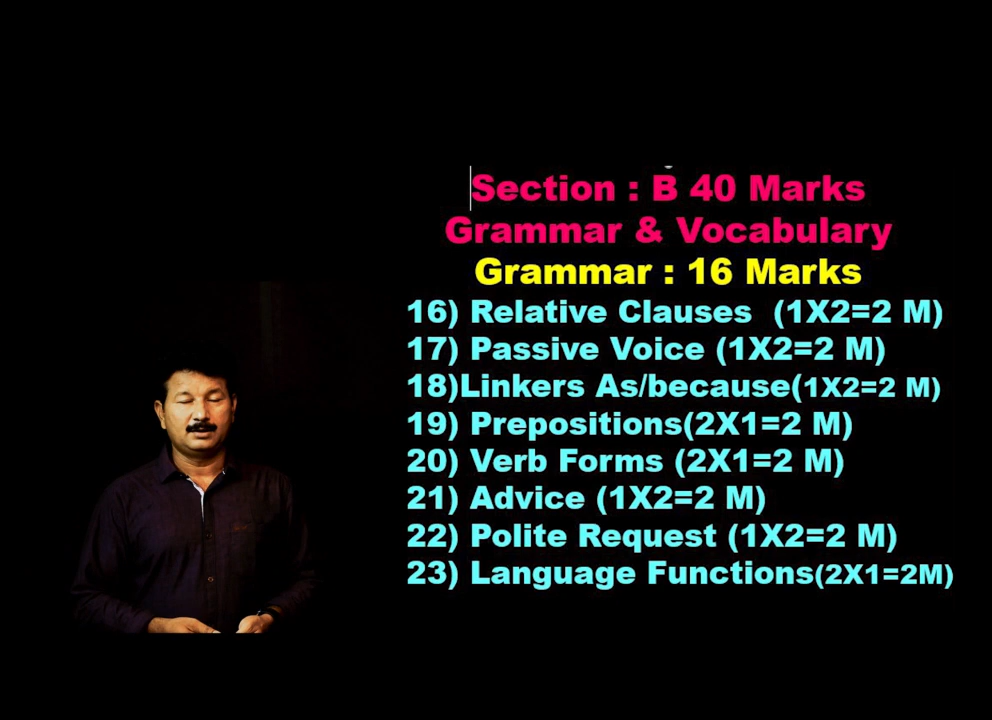 Section : B 40 Marks
Grammar & Vocabulary
Grammar : 16 Marks
16) Relative Clauses (1X2=2 M)
17) Passive Voice (1X2=2 M)
18)Linkers As/because(1X2=2 M)
19) Prepositions(2X1=2 M)
20) Verb Forms (2X1=2 M)
21) Advice (1X2=2 M)
22) Polite Request (1X2=2 M)
23) Language Functions(2X1=2M)